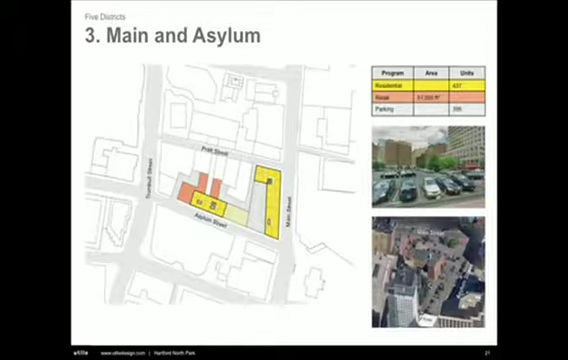 Five Districts
3. Main and Asylum
Program Area Units
Residential 437
Retail
Parking 395
Pratt Street
Trumbull Street
Main Street
Asylum Street
utile www.utiledesign.com | Hartford North Park 21